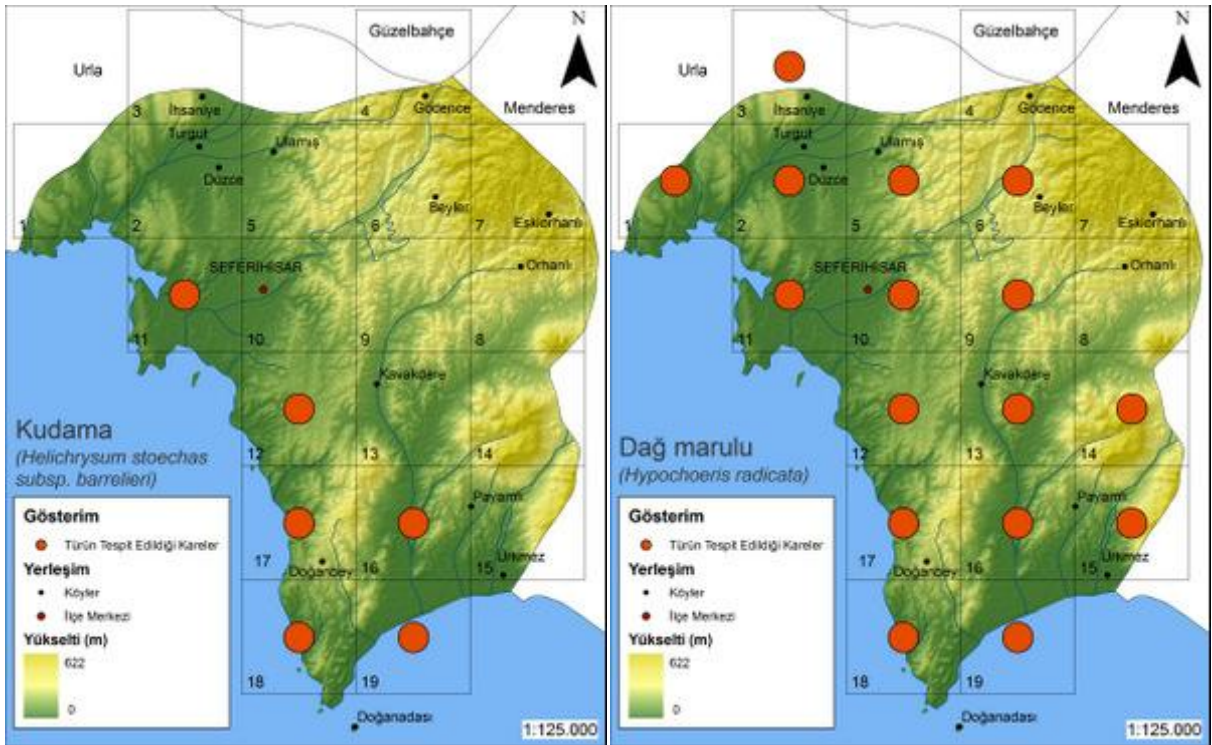 N
Güzelbahçe
Urla
3
4
İhsaniye
Gödence
Menderes
Turgut
Ulamış
Düzce
Beyler
Eskiorhanlı
1
2
5
6
7
SEFERİHİSAR
Orhanlı
11
10
9
8
Kavakdere
Kudama
(Helichrysum stoechas
subsp. barrelieri)
12
13
14
Payamlı
Gösterim
Türün Tespit Edildiği Kareler
Yerleşim
Köyler
İlçe Merkezi
Yükselti (m)
622
0
17
Doğanbey
16
15
Ürkmez
18
19
Doğanadası
1:125.000
N
Güzelbahçe
Urla
3
4
İhsaniye
Gödence
Menderes
Turgut
Ulamış
Düzce
Beyler
Eskiorhanlı
1
2
5
6
7
SEFERİHİSAR
Orhanlı
11
10
9
8
Kavakdere
Dağ marulu
(Hypochoeris radicata)
12
13
14
Payamlı
Gösterim
Türün Tespit Edildiği Kareler
Yerleşim
Köyler
İlçe Merkezi
Yükselti (m)
622
0
17
Doğanbey
16
15
Ürkmez
18
19
Doğanadası
1:125.000